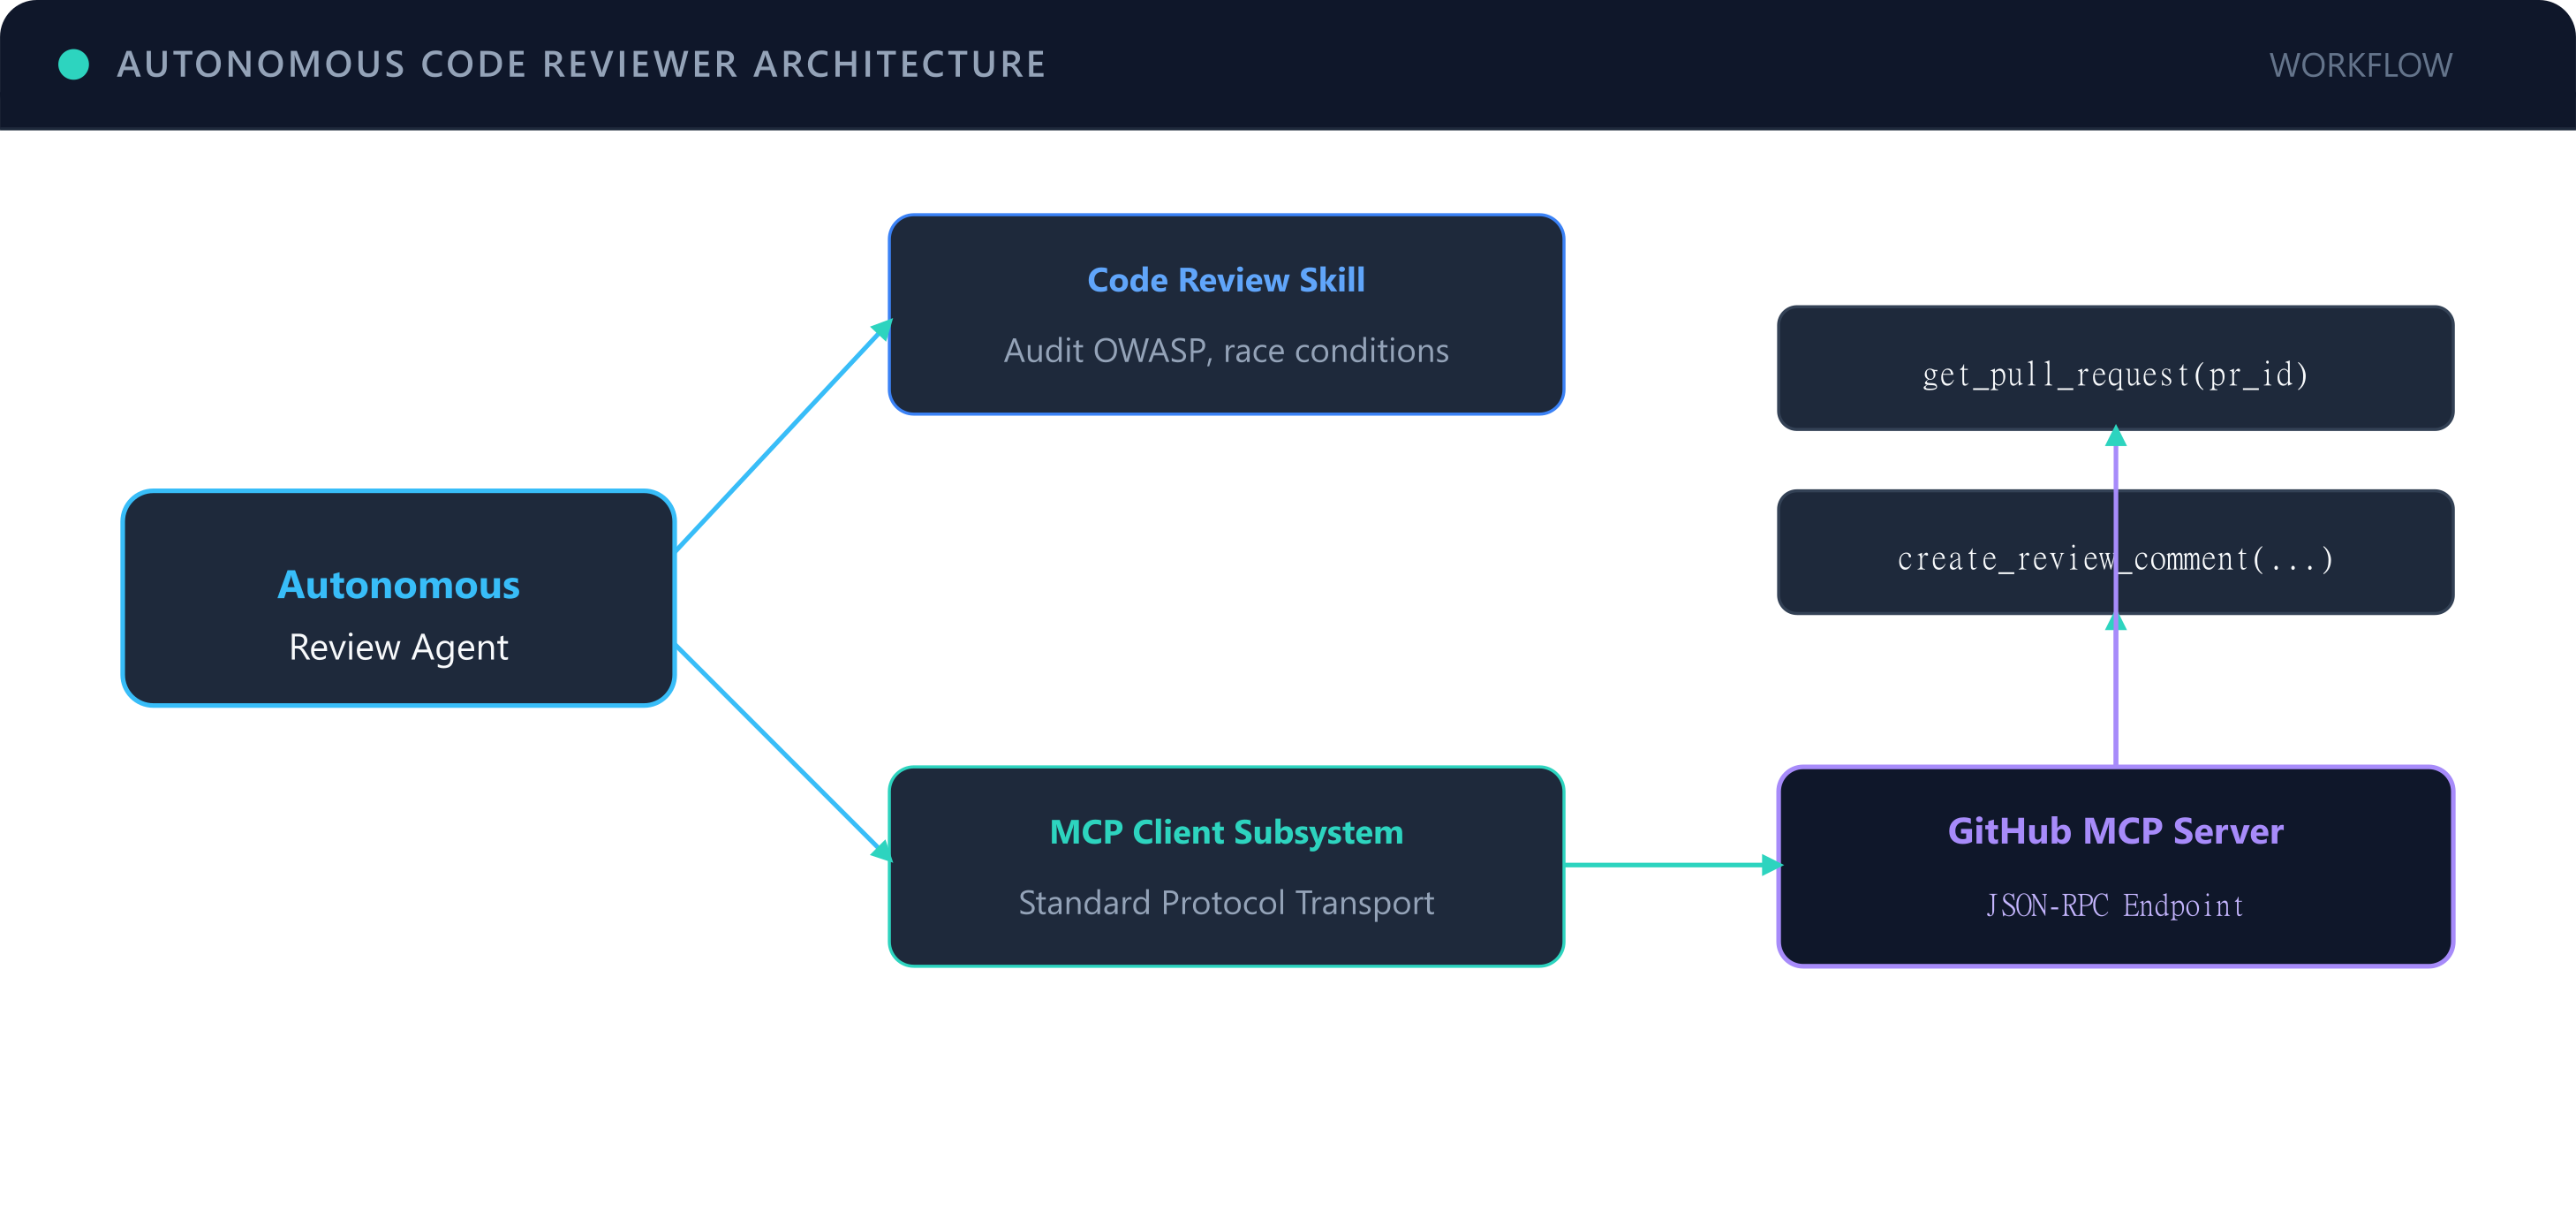 AUTONOMOUS CODE REVIEWER ARCHITECTURE
WORKFLOW
Code Review Skill
Audit OWASP, race conditions
get_pull_request(pr_id)
create_review_comment(...)
Autonomous
Review Agent
MCP Client Subsystem
Standard Protocol Transport
GitHub MCP Server
JSON-RPC Endpoint